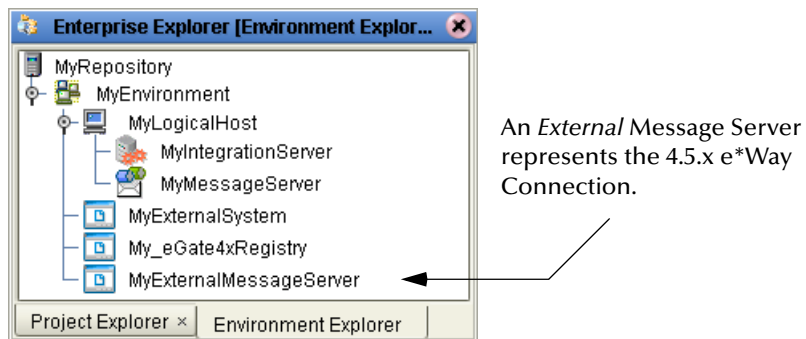 Enterprise Explorer [Environment Explor...
MyRepository
MyEnvironment
MyLogicalHost
MyIntegrationServer
MyMessageServer
MyExternalSystem
My_eGate4xRegistry
MyExternalMessageServer
Project Explorer × Environment Explorer
An External Message Server
represents the 4.5.x e*Way
Connection.